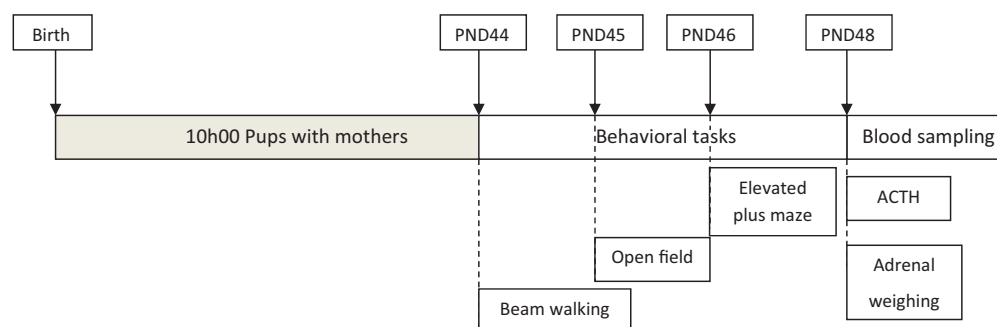 Birth
PND44
PND45
PND46
PND48
10h00 Pups with mothers
Behavioral tasks
Blood sampling
Elevated
plus maze
ACTH
Open field
Adrenal
weighing
Beam walking